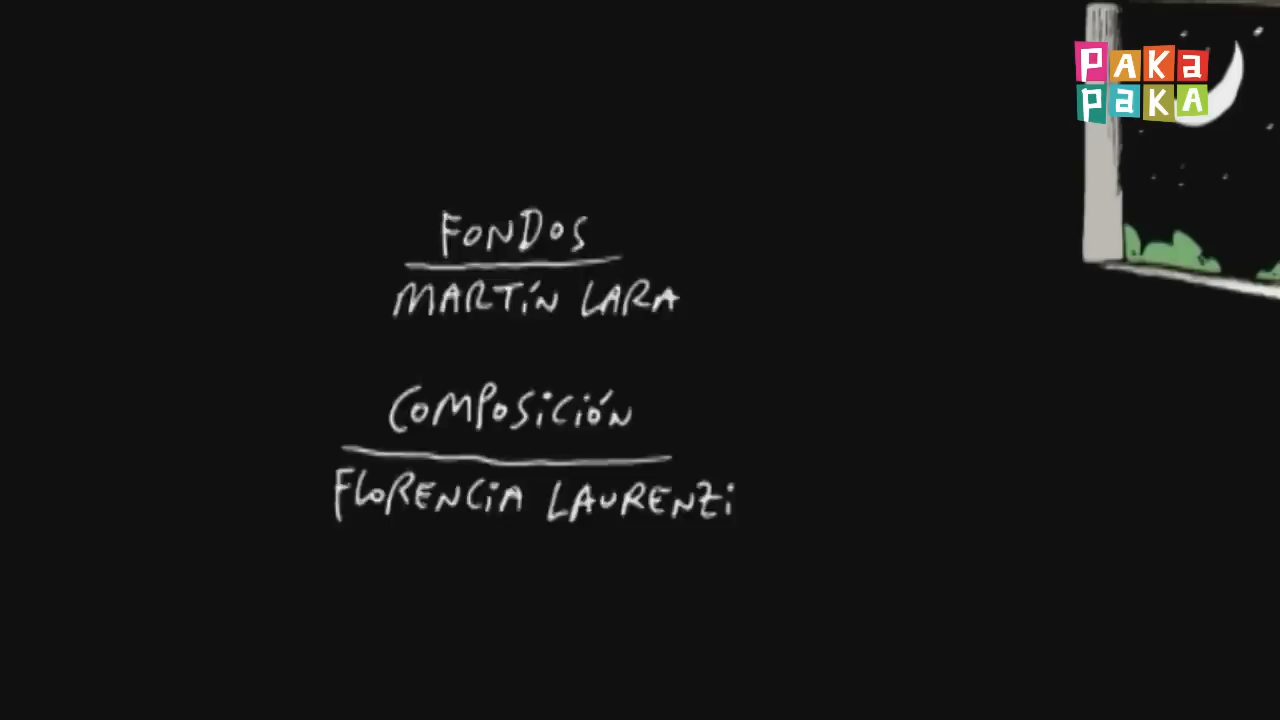 PAKA
PAKA
FONDOS
MARTÍN LARA
COMPOSICIÓN
FLORENCIA LAURENZI